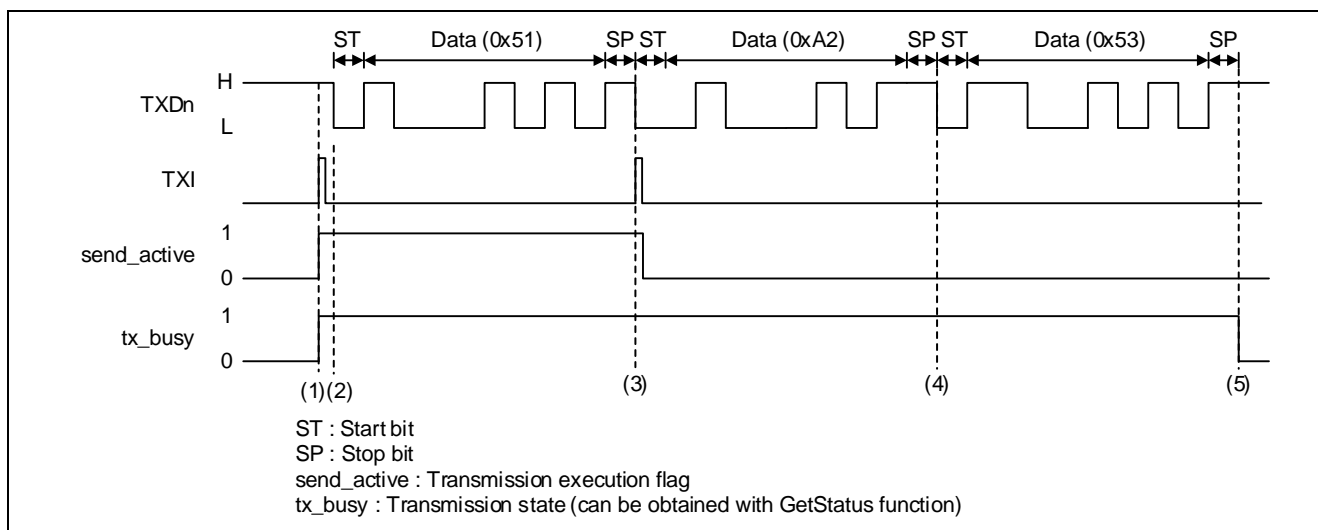 ST Data (0x51) SP ST Data (0xA2) SP ST Data (0x53) SP
H
TXDn
L
TXI
1
send_active
0
1
tx_busy
0
(1) (2) (3) (4) (5)
ST : Start bit
SP : Stop bit
send_active : Transmission execution flag
tx_busy : Transmission state (can be obtained with GetStatus function)